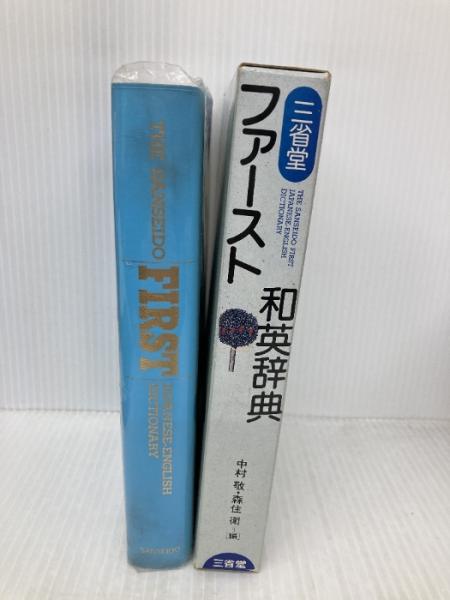 THE SANSEIDO
FIRST
JAPANESE-ENGLISH
DICTIONARY
SANSEIDO
三省堂
ファースト
THE SANSEIDO FIRST
JAPANESE-ENGLISH
DICTIONARY
和英辞典
中村 敬・森住 衛=[編]
三省堂